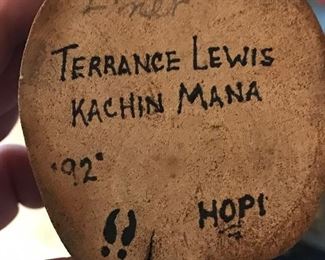 TERRANCE LEWIS
KACHIN MANA
'92'
HOPI